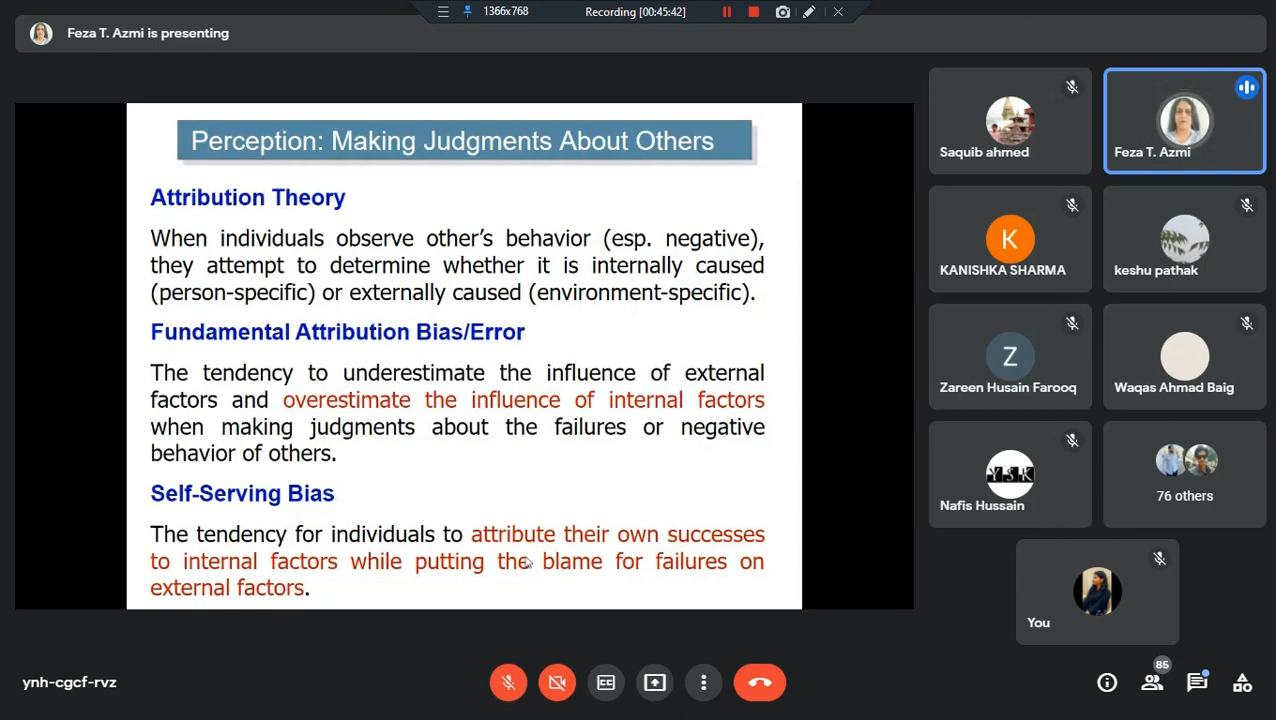 1366x768
Recording [00:45:42]
Feza T. Azmi is presenting
Perception: Making Judgments About Others
Attribution Theory
When individuals observe other's behavior (esp. negative),
they attempt to determine whether it is internally caused
(person-specific) or externally caused (environment-specific).
Fundamental Attribution Bias/Error
The tendency to underestimate the influence of external
factors and overestimate the influence of internal factors
when making judgments about the failures or negative
behavior of others.
Self-Serving Bias
The tendency for individuals to attribute their own successes
to internal factors while putting the blame for failures on
external factors.
Saquib ahmed
Feza T. Azmi
K
KANISHKA SHARMA
keshu pathak
Z
Zareen Husain Farooq
Waqas Ahmad Baig
YSK
Nafis Hussain
76 others
You
ynh-cgcf-rvz
CC
85